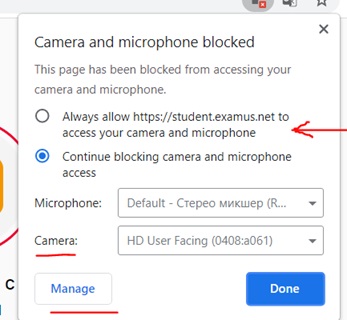 Camera and microphone blocked
This page has been blocked from accessing your
camera and microphone.
Always allow https://student.examus.net to
access your camera and microphone
Continue blocking camera and microphone
access
Microphone: Default - Стерео микшер (R...
Camera: HD User Facing (0408:a061)
Manage Done
С